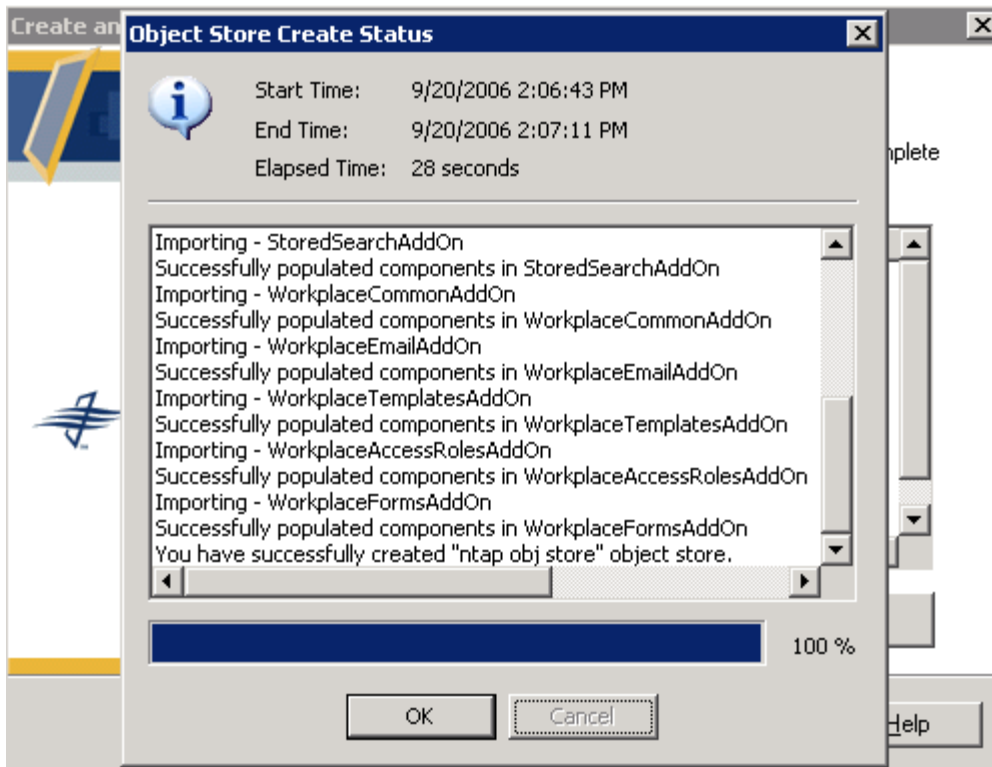 Create an
Object Store Create Status
Start Time: 9/20/2006 2:06:43 PM
End Time: 9/20/2006 2:07:11 PM
Elapsed Time: 28 seconds
Importing - StoredSearchAddOn
Successfully populated components in StoredSearchAddOn
Importing - WorkplaceCommonAddOn
Successfully populated components in WorkplaceCommonAddOn
Importing - WorkplaceEmailAddOn
Successfully populated components in WorkplaceEmailAddOn
Importing - WorkplaceTemplatesAddOn
Successfully populated components in WorkplaceTemplatesAddOn
Importing - WorkplaceAccessRolesAddOn
Successfully populated components in WorkplaceAccessRolesAddOn
Importing - WorkplaceFormsAddOn
Successfully populated components in WorkplaceFormsAddOn
You have successfully created "ntap obj store" object store.
100 %
OK
Cancel
Help